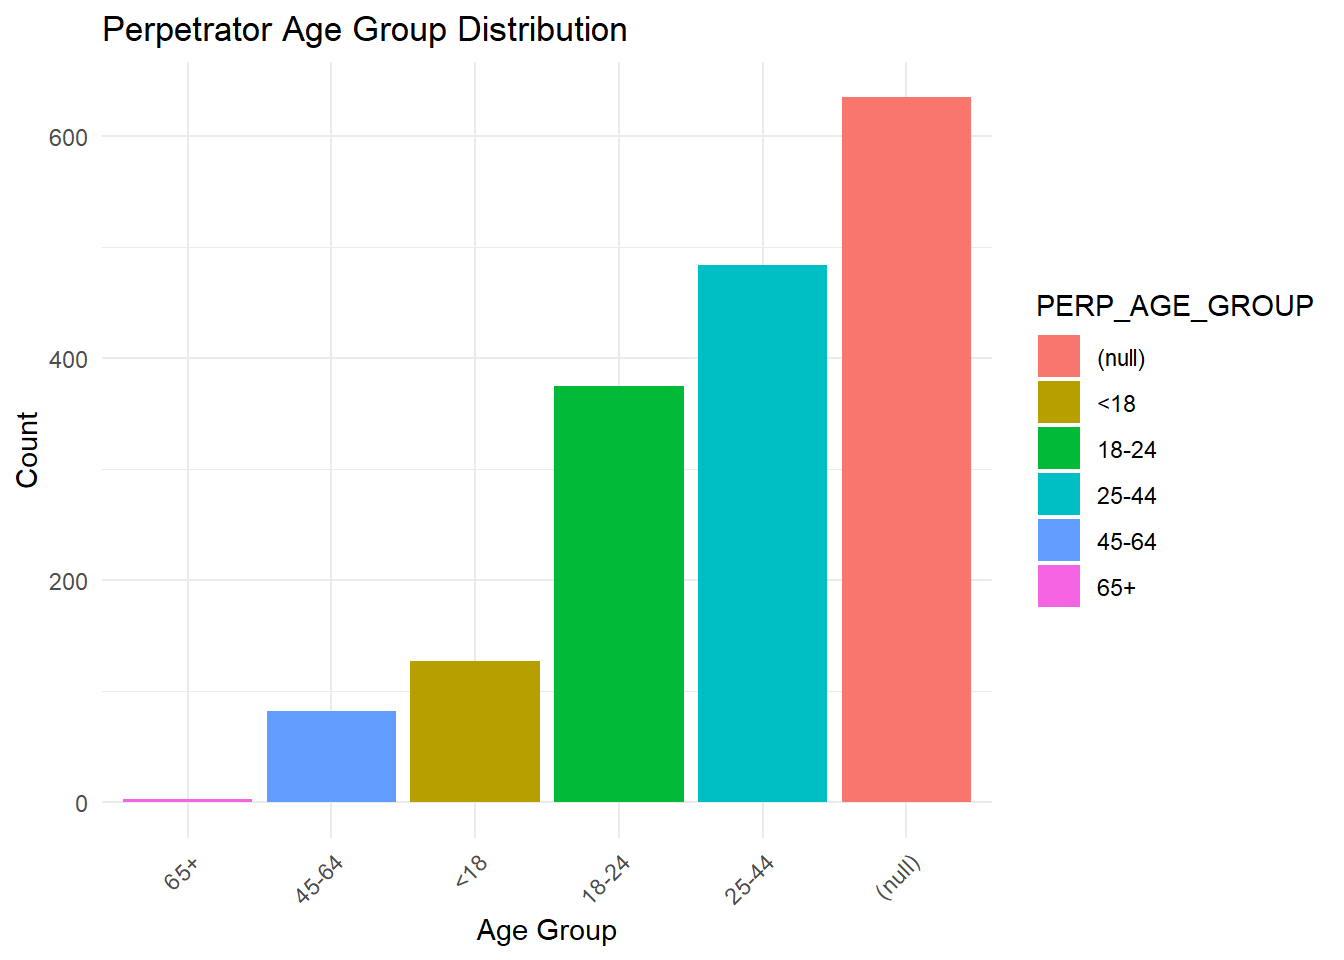 Perpetrator Age Group Distribution
600
400
200
0
Count
65+
45-64
<18
18-24
25-44
(null)
Age Group
PERP_AGE_GROUP
(null)
<18
18-24
25-44
45-64
65+